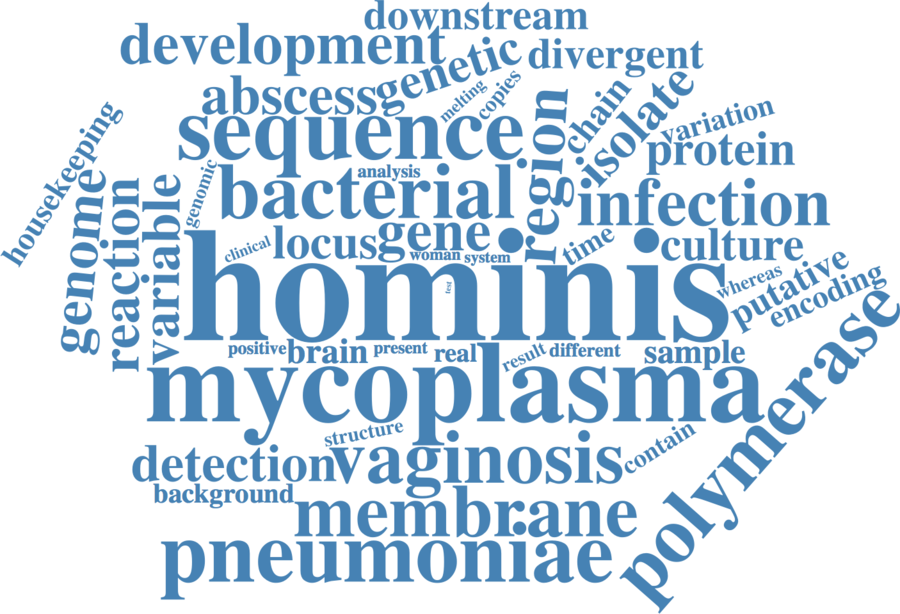 downstream
development
genetic
divergent
abscess
melting
copies
chain
isolate
variation
housekeeping
sequence
region
protein
analysis
genomic
bacterial
infection
genome
reaction
variable
clinical
locus
gene
woman
system
time
culture
hominis
test
whereas
putative
encoding
positive
brain
present
real
result
different
sample
mycoplasma
polymerase
structure
detection
vaginosis
contain
background
membrane
pneumoniae